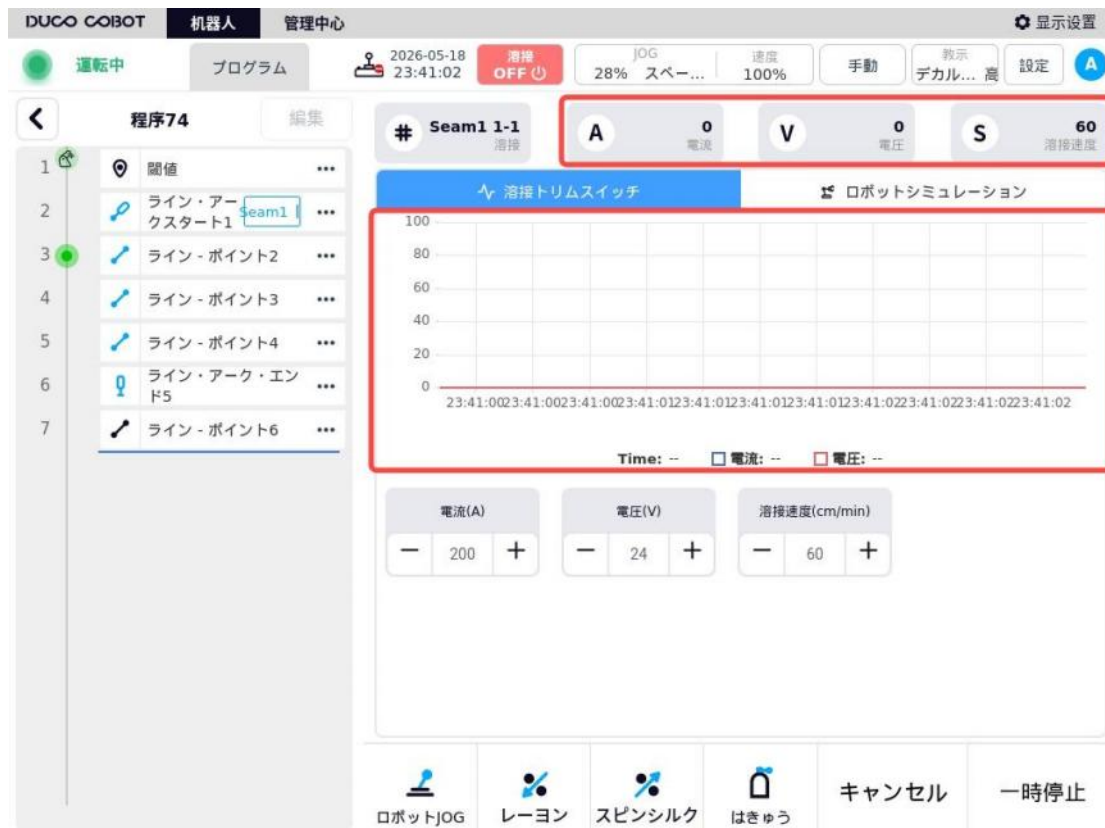 DUCO COBOT 机器人 管理中心 显示设置
運転中 プログラム 2026-05-18 23:41:02 溶接 OFF JOG 28% スペー... 速度 100% 手動 教示 デカル... 高 設定 A
程序74 編集
# Seam1 1-1 溶接
A 0 電流
V 0 電圧
S 60 溶接速度
1 閾値 •••
2 ライン・アークスタート1 Seam1 •••
3 ライン - ポイント2 •••
4 ライン - ポイント3 •••
5 ライン - ポイント4 •••
6 ライン・アーク・エンド5 •••
7 ライン - ポイント6 •••
溶接トリムスイッチ ロボットシミュレーション
100
80
60
40
20
0
23:41:00 23:41:00 23:41:00 23:41:01 23:41:01 23:41:01 23:41:01 23:41:02 23:41:02 23:41:02 23:41:02
Time: -- 電流: -- 電圧: --
電流(A) 電圧(V) 溶接速度(cm/min)
− 200 + − 24 + − 60 +
ロボットJOG レーヨン スピンシルク はきゅう キャンセル 一時停止